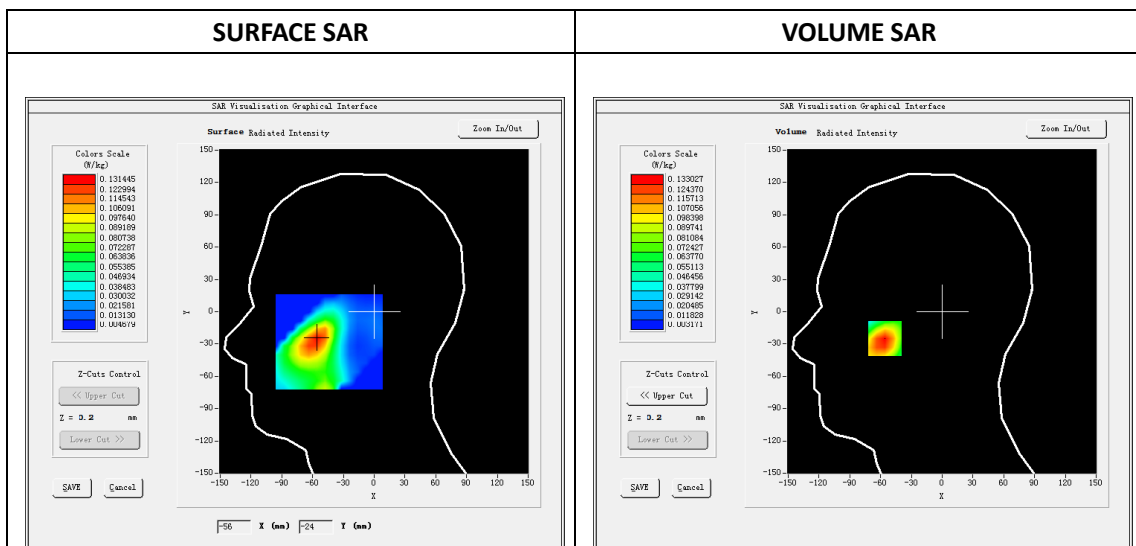 SURFACE SAR
VOLUME SAR
SAR Visualisation Graphical Interface
Surface Radiated Intensity
Zoom In/Out
Colors Scale
(W/kg)
0.131445
0.122994
0.114543
0.106091
0.097640
0.089189
0.080738
0.072287
0.063836
0.055385
0.046934
0.038483
0.030032
0.021581
0.013130
0.004679
Z-Cuts Control
<< Upper Cut
Z = 0.2 mm
Lower Cut >>
SAVE Cancel
150
120
90
60
30
0
-30
-60
-90
-120
-150
Y
-150 -120 -90 -60 -30 0 30 60 90 120 150
X
-56 X (mm) -24 Y (mm)
SAR Visualisation Graphical Interface
Volume Radiated Intensity
Zoom In/Out
Colors Scale
(W/kg)
0.133027
0.124370
0.115713
0.107056
0.098398
0.089741
0.081084
0.072427
0.063770
0.055113
0.046456
0.037799
0.029142
0.020485
0.011828
0.003171
Z-Cuts Control
<< Upper Cut
Z = 0.2 mm
Lower Cut >>
SAVE Cancel
150
120
90
60
30
0
-30
-60
-90
-120
-150
Y
-150 -120 -90 -60 -30 0 30 60 90 120 150
X